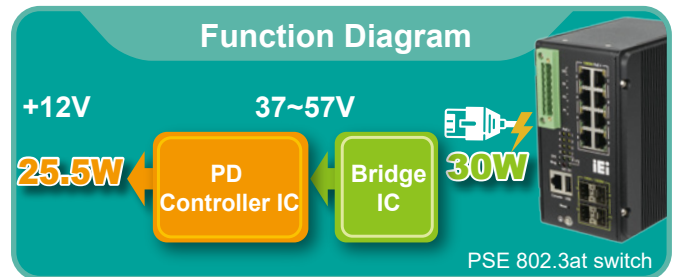 Function Diagram
+12V
37~57V
25.5W
PD
Controller IC
Bridge
IC
30W
iEi
PSE 802.3at switch